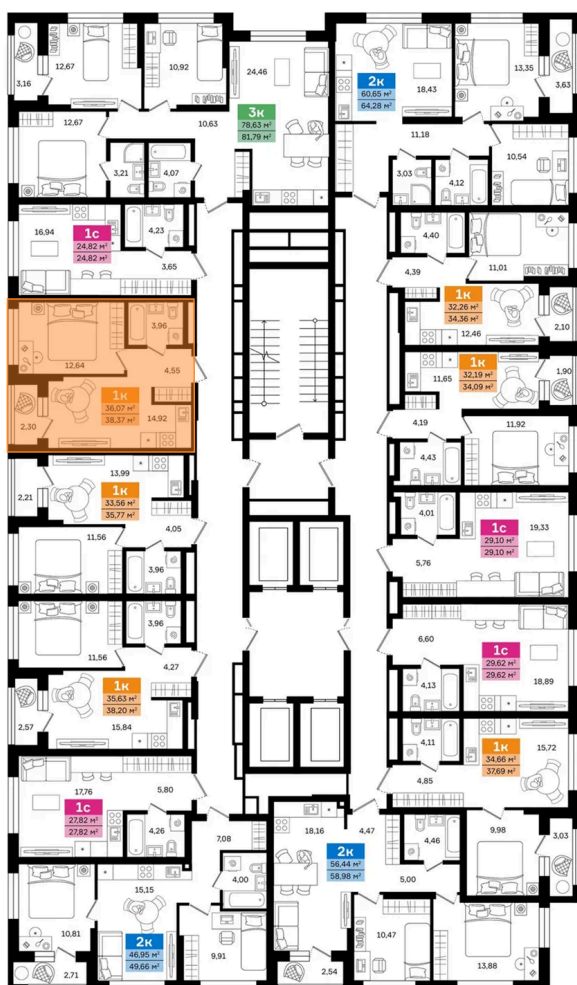 3,16
12,67
10,92
24,46
3к
78,63 м²
81,79 м²
12,67
10,63
3,21
4,07
2к
60,65 м²
64,28 м²
18,43
13,35
3,63
11,18
3,03
4,12
10,54
16,94
1с
24,82 м²
24,82 м²
4,23
3,65
4,40
4,39
11,01
1к
32,26 м²
34,36 м²
12,46
2,10
3,96
12,64
4,55
1к
36,07 м²
38,37 м²
14,92
2,30
1к
32,19 м²
34,09 м²
11,65
1,90
4,19
4,43
11,92
13,99
2,21
1к
33,56 м²
35,77 м²
4,05
11,56
3,96
4,01
1с
29,10 м²
29,10 м²
19,33
5,76
3,96
11,56
4,27
1к
35,63 м²
38,20 м²
2,57
15,84
6,60
1с
29,62 м²
29,62 м²
4,13
18,89
4,11
1к
34,66 м²
37,69 м²
15,72
4,85
17,76
5,80
1с
27,82 м²
27,82 м²
4,26
7,08
18,16
4,47
2к
56,44 м²
58,98 м²
4,46
5,00
9,98
3,03
4,00
15,15
10,81
2к
46,95 м²
49,66 м²
2,71
9,91
2,54
10,47
13,88